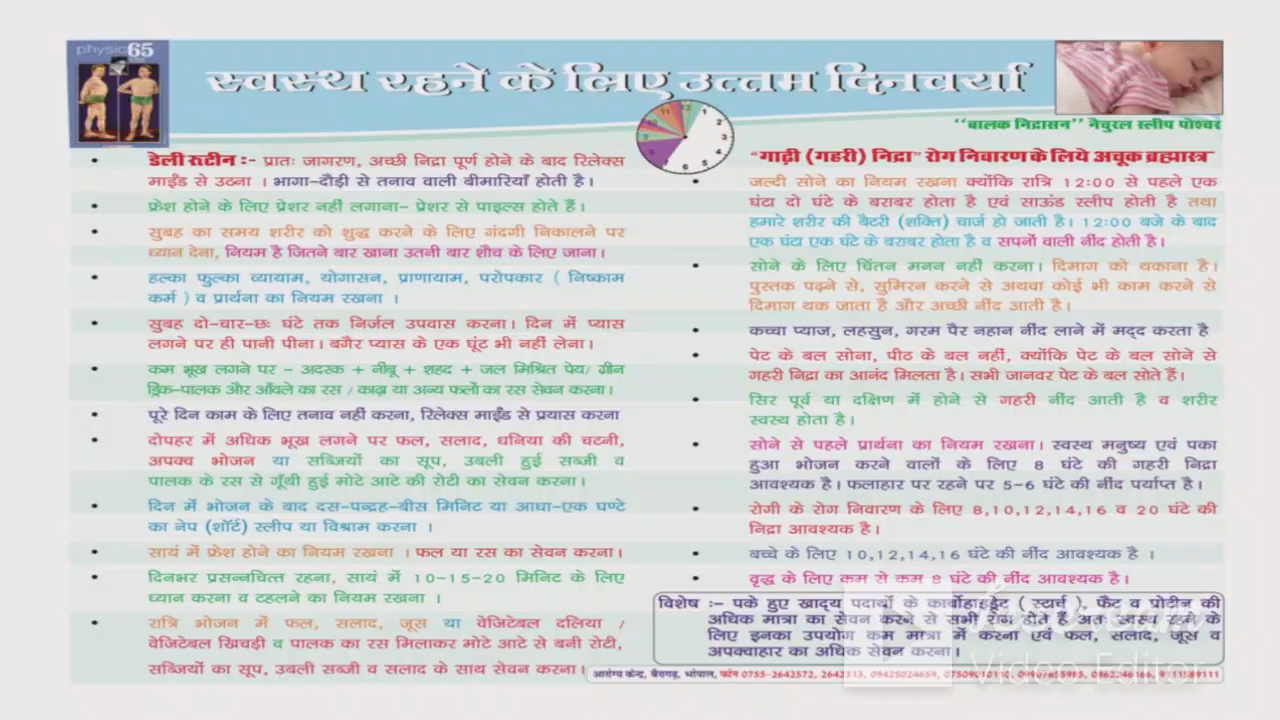 physic65
स्वस्थ रहने के लिए उत्तम दिनचर्या
"बालक निद्रासन" नेचुरल स्लीप पोश्चर
• डेली रूटीन :- प्रातः जागरण, अच्छी निद्रा पूर्ण होने के बाद रिलेक्स
माईंड से उठना । भागा-दौड़ी से तनाव वाली बीमारियाँ होती है।
• फ्रेश होने के लिए प्रेशर नहीं लगाना- प्रेशर से पाइल्स होते हैं।
• सुबह का समय शरीर को शुद्ध करने के लिए गंदगी निकालने पर
ध्यान देना, नियम है जितने बार खाना उतनी बार शौच के लिए जाना।
• हल्का फुल्का व्यायाम, योगासन, प्राणायाम, परोपकार ( निष्काम
कर्म ) व प्रार्थना का नियम रखना ।
• सुबह दो-चार-छः घंटे तक निर्जल उपवास करना। दिन में प्यास
लगने पर ही पानी पीना। बगैर प्यास के एक घूंट भी नहीं लेना।
• कम भूख लगने पर - अदरक + नींबू + शहद + जल मिश्रित पेय/ ग्रीन
ड्रिंक-पालक और आँवले का रस / काढ़ा या अन्य फलों का रस सेवन करना।
• पूरे दिन काम के लिए तनाव नहीं करना, रिलेक्स माईंड से प्रयास करना
• दोपहर में अधिक भूख लगने पर फल, सलाद, धनिया की चटनी,
अपक्व भोजन या सब्जियों का सूप, उबली हुई सब्जी व
पालक के रस से गूँथी हुई मोटे आटे की रोटी का सेवन करना।
• दिन में भोजन के बाद दस-पन्द्रह-बीस मिनिट या आधा-एक घण्टे
का नेप (शॉर्ट) स्लीप या विश्राम करना ।
• सायं में फ्रेश होने का नियम रखना । फल या रस का सेवन करना।
• दिनभर प्रसन्नचित्त रहना, सायं में 10-15-20 मिनिट के लिए
ध्यान करना व टहलने का नियम रखना ।
• रात्रि भोजन में फल, सलाद, जूस या वेजिटेबल दलिया /
वेजिटेबल खिचड़ी व पालक का रस मिलाकर मोटे आटे से बनी रोटी,
सब्जियों का सूप, उबली सब्जी व सलाद के साथ सेवन करना।
"गाढ़ी (गहरी) निद्रा" रोग निवारण के लिये अचूक ब्रह्मास्त्र
• जल्दी सोने का नियम रखना क्योंकि रात्रि 12:00 से पहले एक
घंटा दो घंटे के बराबर होता है एवं साऊंड स्लीप होती है तथा
हमारे शरीर की बैटरी (शक्ति) चार्ज हो जाती है। 12:00 बजे के बाद
एक घंटा एक घंटे के बराबर होता है व सपनों वाली नींद होती है।
• सोने के लिए चिंतन मनन नहीं करना। दिमाग को थकाना है।
पुस्तक पढ़ने से, सुमिरन करने से अथवा कोई भी काम करने से
दिमाग थक जाता है और अच्छी नींद आती है।
• कच्चा प्याज, लहसुन, गरम पैर नहान नींद लाने में मद्द करता है
• पेट के बल सोना, पीठ के बल नहीं, क्योंकि पेट के बल सोने से
गहरी निद्रा का आनंद मिलता है। सभी जानवर पेट के बल सोते हैं।
• सिर पूर्व या दक्षिण में होने से गहरी नींद आती है व शरीर
स्वस्थ होता है।
• सोने से पहले प्रार्थना का नियम रखना। स्वस्थ मनुष्य एवं पका
हुआ भोजन करने वालों के लिए 8 घंटे की गहरी निद्रा
आवश्यक है। फलाहार पर रहने पर 5-6 घंटे की नींद पर्याप्त है।
• रोगी के रोग निवारण के लिए 8,10,12,14,16 व 20 घंटे की
निद्रा आवश्यक है।
• बच्चे के लिए 10,12,14,16 घंटे की नींद आवश्यक है ।
• वृद्ध के लिए कम से कम 8 घंटे की नींद आवश्यक है।
विशेष :- पके हुए खाद्य पदार्थों के कार्बोहाइड्रेट ( स्टार्च ), फैट व प्रोटीन की
अधिक मात्रा का सेवन करने से सभी रोग होते हैं अतः स्वस्थ रहने के
लिए इनका उपयोग कम मात्रा में करना एवं फल, सलाद, जूस व
अपक्वाहार का अधिक सेवन करना।
आरोग्य केन्द्र, बैरागढ़, भोपाल, फोन 0755-2642572, 2642313, 09425024659, 07509010110,
Video Editor